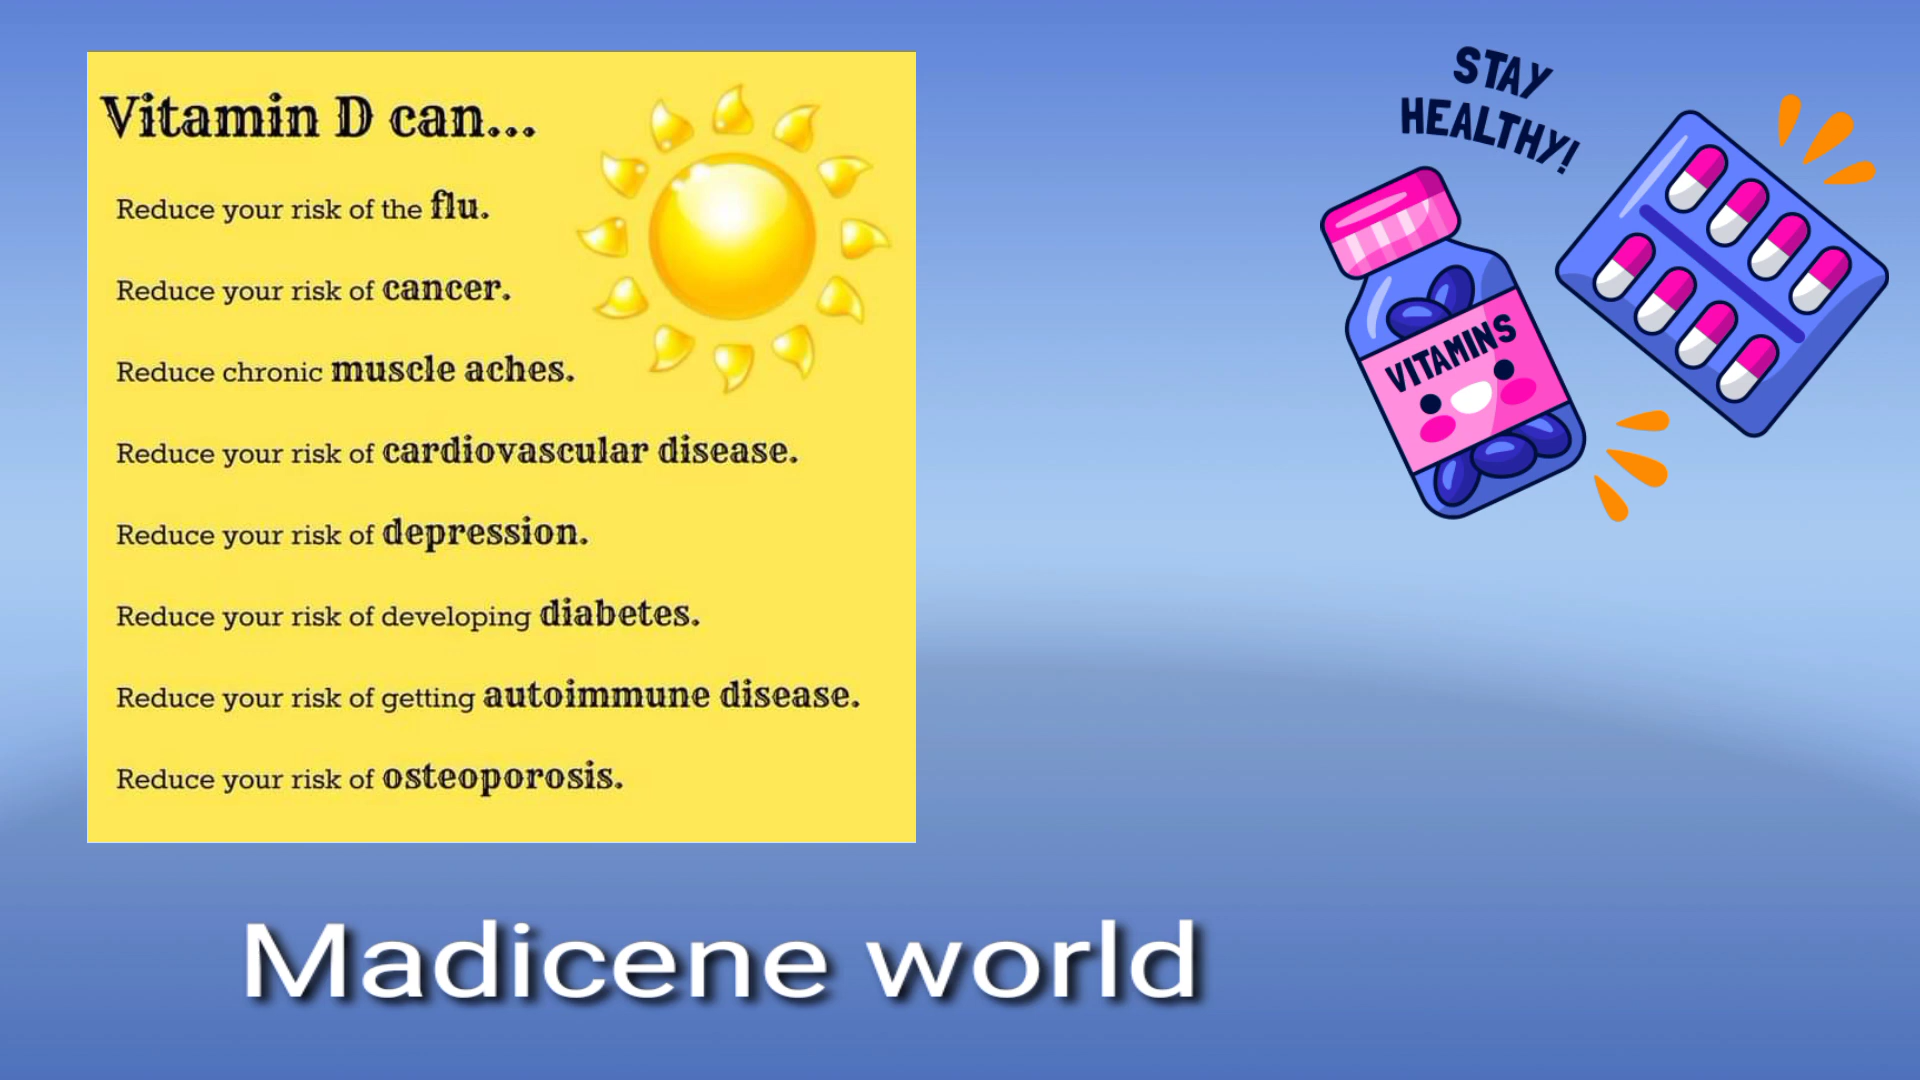 Vitamin D can...
Reduce your risk of the flu.
Reduce your risk of cancer.
Reduce chronic muscle aches.
Reduce your risk of cardiovascular disease.
Reduce your risk of depression.
Reduce your risk of developing diabetes.
Reduce your risk of getting autoimmune disease.
Reduce your risk of osteoporosis.
STAY
HEALTHY!
VITAMINS
Madicene world